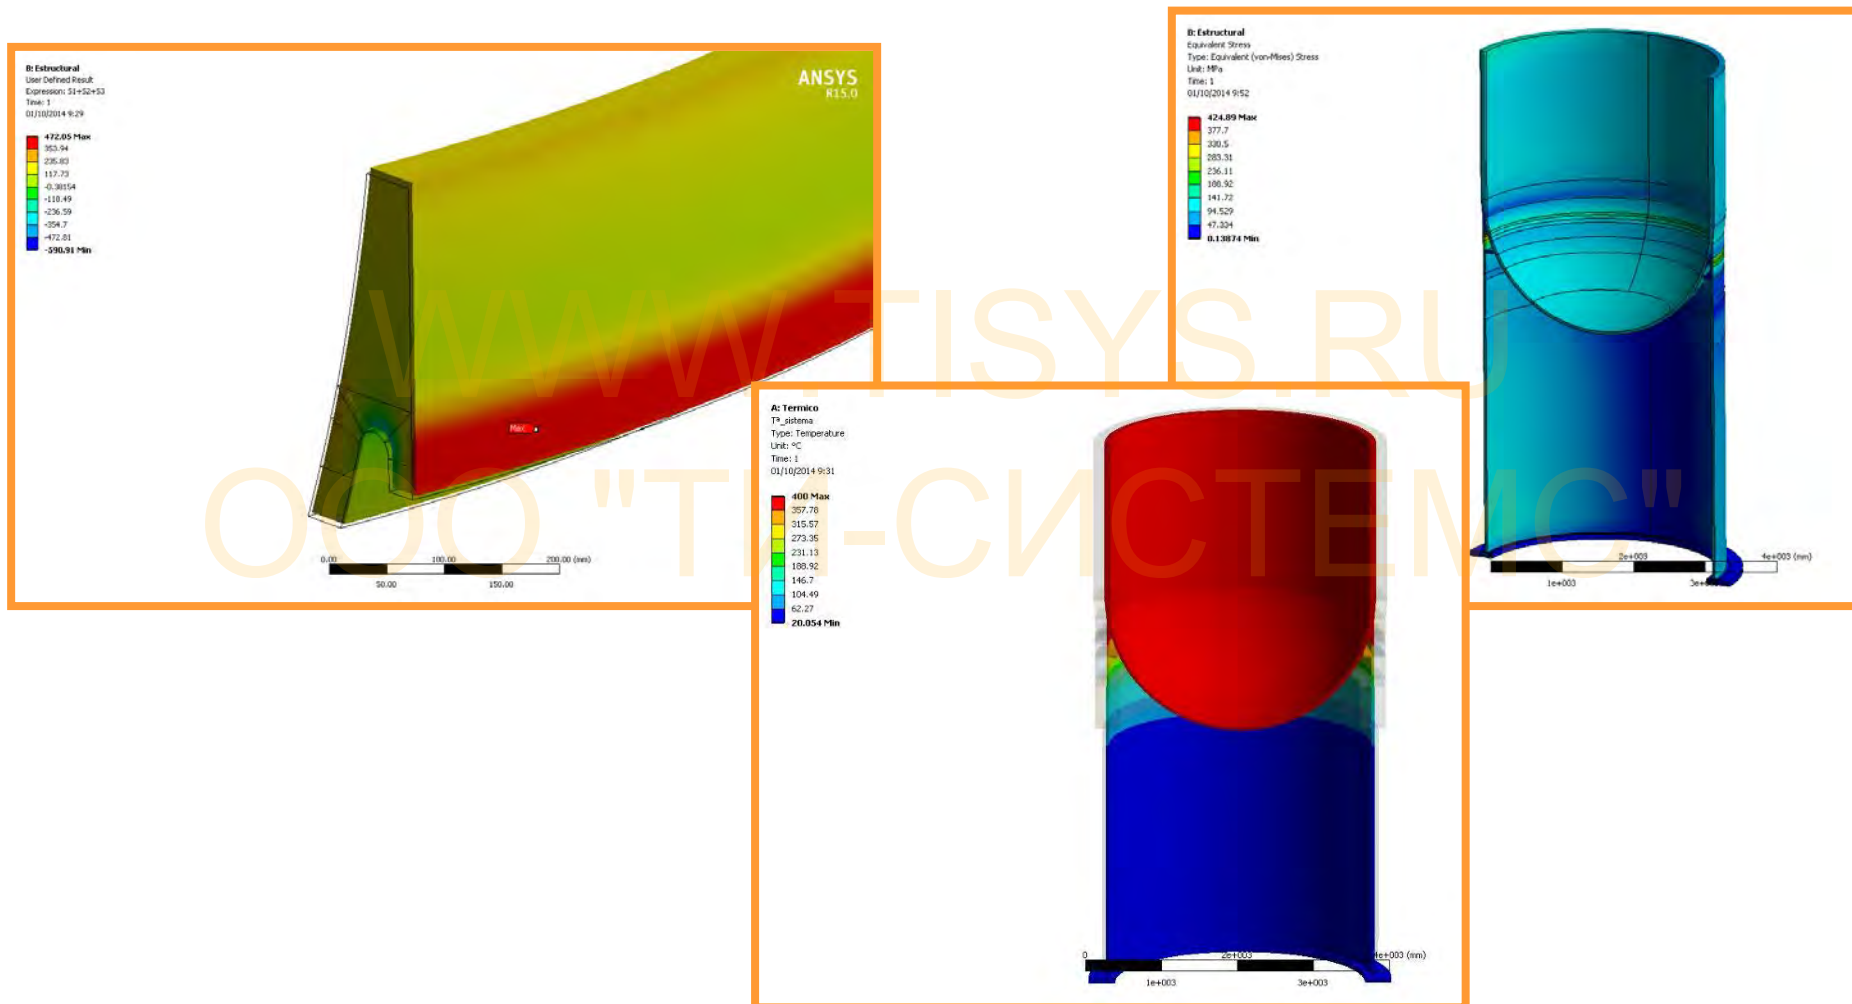 B: Estructural
User Defined Result
Expression: S1+S2+S3
Time: 1
01/10/2014 9:29
472.05 Max
353.94
235.83
117.73
-0.38154
-118.49
-236.59
-354.7
-472.81
-590.91 Min
ANSYS
R15.0
Max
0.00
100.00
200.00 (mm)
50.00
150.00
B: Estructural
Equivalent Stress
Type: Equivalent (von-Mises) Stress
Unit: MPa
Time: 1
01/10/2014 9:52
424.89 Max
377.7
330.5
283.31
236.11
188.92
141.72
94.529
47.334
0.13874 Min
2e+003
4e+003 (mm)
1e+003
A: Termico
Tª_sistema
Type: Temperature
Unit: °C
Time: 1
01/10/2014 9:31
400 Max
357.78
315.57
273.35
231.13
188.92
146.7
104.49
62.27
20.054 Min
0
2e+003
4e+003 (mm)
1e+003
3e+003
WWW.TISYS.RU
ООО "ТИ-СИСТЕМС"